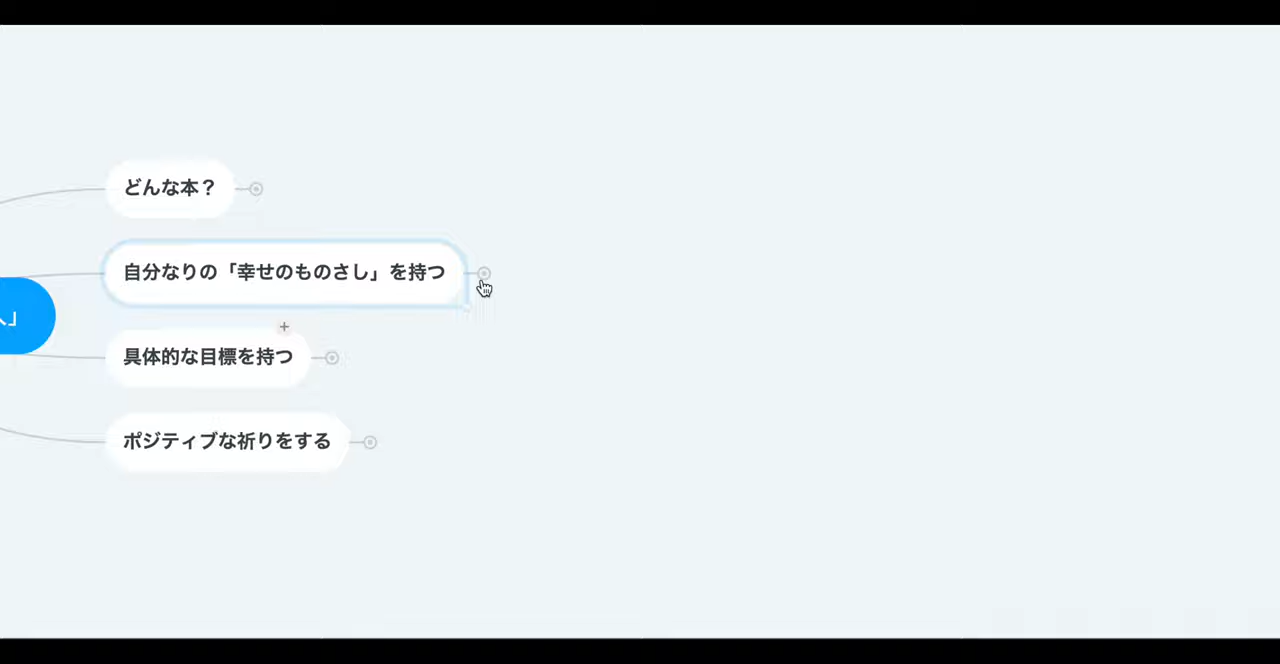 どんな本？
自分なりの「幸せのものさし」を持つ
人」
具体的な目標を持つ
ポジティブな祈りをする